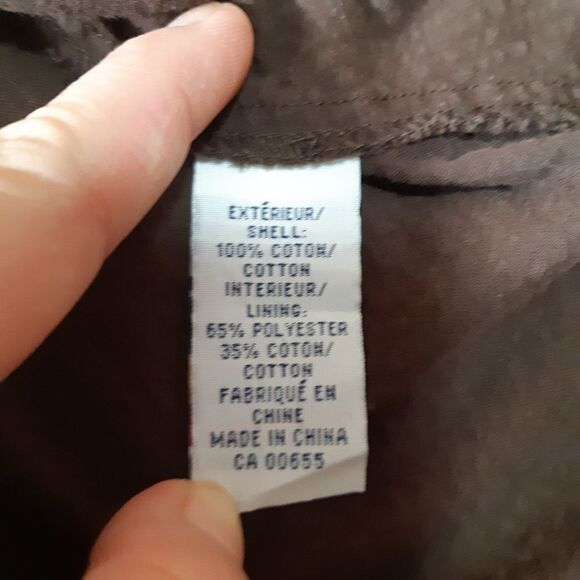 EXTÉRIEUR/
SHELL:
100% COTON/
COTTON
INTERIEUR/
LINING:
65% POLYESTER
35% COTON/
COTTON
FABRIQUÉ EN
CHINE
MADE IN CHINA
CA 00655